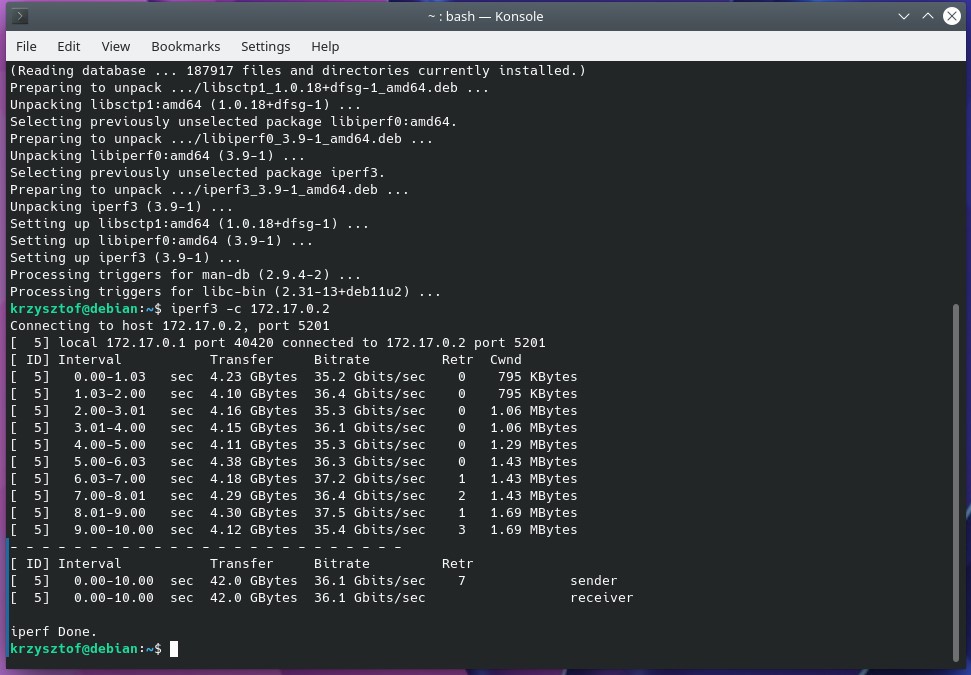 ~ : bash — Konsole
File Edit View Bookmarks Settings Help
(Reading database ... 187917 files and directories currently installed.)
Preparing to unpack .../libsctp1_1.0.18+dfsg-1_amd64.deb ...
Unpacking libsctp1:amd64 (1.0.18+dfsg-1) ...
Selecting previously unselected package libiperf0:amd64.
Preparing to unpack .../libiperf0_3.9-1_amd64.deb ...
Unpacking libiperf0:amd64 (3.9-1) ...
Selecting previously unselected package iperf3.
Preparing to unpack .../iperf3_3.9-1_amd64.deb ...
Unpacking iperf3 (3.9-1) ...
Setting up libsctp1:amd64 (1.0.18+dfsg-1) ...
Setting up libiperf0:amd64 (3.9-1) ...
Setting up iperf3 (3.9-1) ...
Processing triggers for man-db (2.9.4-2) ...
Processing triggers for libc-bin (2.31-13+deb11u2) ...
krzysztof@debian:~$ iperf3 -c 172.17.0.2
Connecting to host 172.17.0.2, port 5201
[  5] local 172.17.0.1 port 40420 connected to 172.17.0.2 port 5201
[ ID] Interval           Transfer     Bitrate         Retr  Cwnd
[  5]   0.00-1.03   sec  4.23 GBytes  35.2 Gbits/sec    0    795 KBytes
[  5]   1.03-2.00   sec  4.10 GBytes  36.4 Gbits/sec    0    795 KBytes
[  5]   2.00-3.01   sec  4.16 GBytes  35.3 Gbits/sec    0   1.06 MBytes
[  5]   3.01-4.00   sec  4.15 GBytes  36.1 Gbits/sec    0   1.06 MBytes
[  5]   4.00-5.00   sec  4.11 GBytes  35.3 Gbits/sec    0   1.29 MBytes
[  5]   5.00-6.03   sec  4.38 GBytes  36.3 Gbits/sec    0   1.43 MBytes
[  5]   6.03-7.00   sec  4.18 GBytes  37.2 Gbits/sec    1   1.43 MBytes
[  5]   7.00-8.01   sec  4.29 GBytes  36.4 Gbits/sec    2   1.43 MBytes
[  5]   8.01-9.00   sec  4.30 GBytes  37.5 Gbits/sec    1   1.69 MBytes
[  5]   9.00-10.00  sec  4.12 GBytes  35.4 Gbits/sec    3   1.69 MBytes
- - - - - - - - - - - - - - - - - - - - - - - - -
[ ID] Interval           Transfer     Bitrate         Retr
[  5]   0.00-10.00  sec  42.0 GBytes  36.1 Gbits/sec    7             sender
[  5]   0.00-10.00  sec  42.0 GBytes  36.1 Gbits/sec                  receiver
iperf Done.
krzysztof@debian:~$